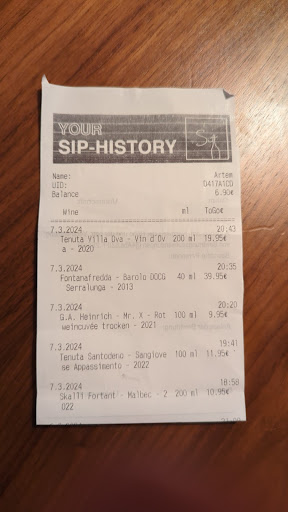 YOUR
SIP-HISTORY
Name: Artem
UID: 0417A1CD
Balance 6.90€
Wine ml ToGo€
7.3.2024 20:43
Tenuta Villa Ova - Vin d'Ov 200 ml 19.95€
a - 2020
7.3.2024 20:35
Fontanafredda - Barolo DOCG 40 ml 39.95€
Serralunga - 2013
7.3.2024 20:20
G.A. Heinrich - Mr. X - Rot 100 ml 9.95€
weincuvée trocken - 2021
7.3.2024 19:41
Tenuta Santodeno - Sangiove 100 ml 11.95€
se Appassimento - 2022
7.3.2024 18:58
Skalli Fortant - Malbec - 2 200 ml 10.95€
022